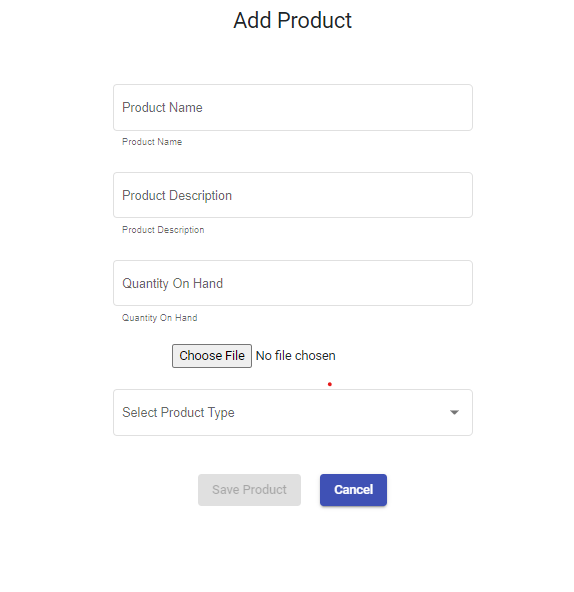 Add Product
Product Name
Product Name
Product Description
Product Description
Quantity On Hand
Quantity On Hand
Choose File No file chosen
Select Product Type
Save Product Cancel